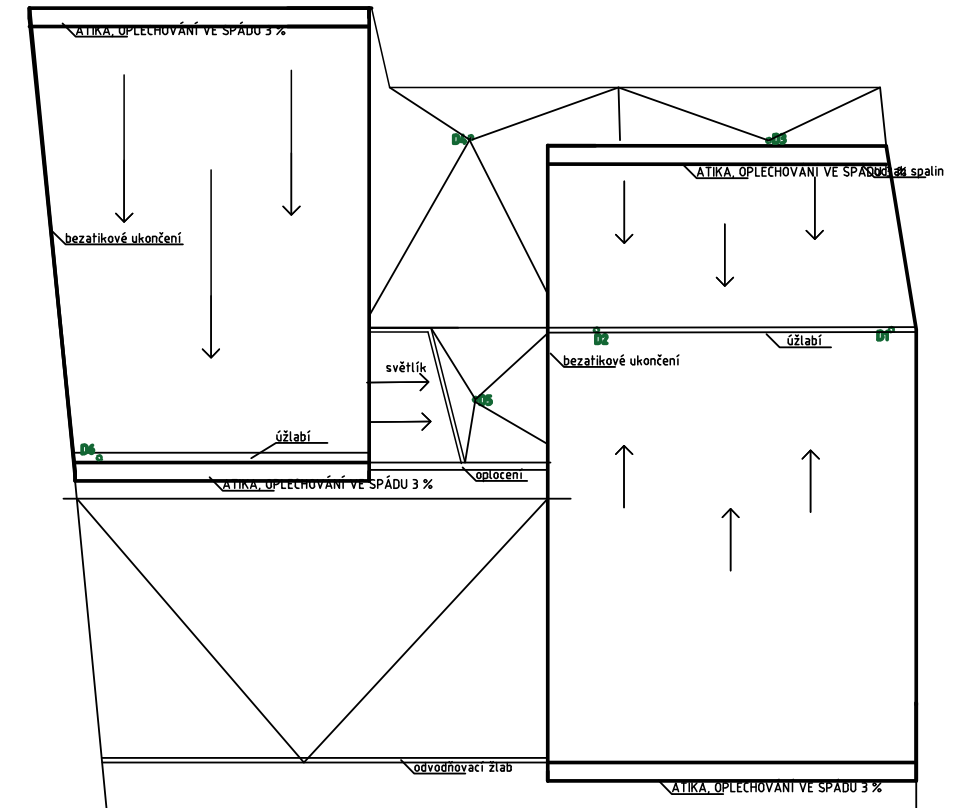 ATIKA, OPLECHOVÁNÍ VE SPÁDU 3 %
D4
D3
ATIKA, OPLECHOVÁNÍ VE SPÁDU 3 %
spalin
bezatikové ukončení
D2
D1
úžlabí
bezatikové ukončení
světlík
D5
úžlabí
D6
oplocení
ATIKA, OPLECHOVÁNÍ VE SPÁDU 3 %
odvodňovací žlab
ATIKA, OPLECHOVÁNÍ VE SPÁDU 3 %